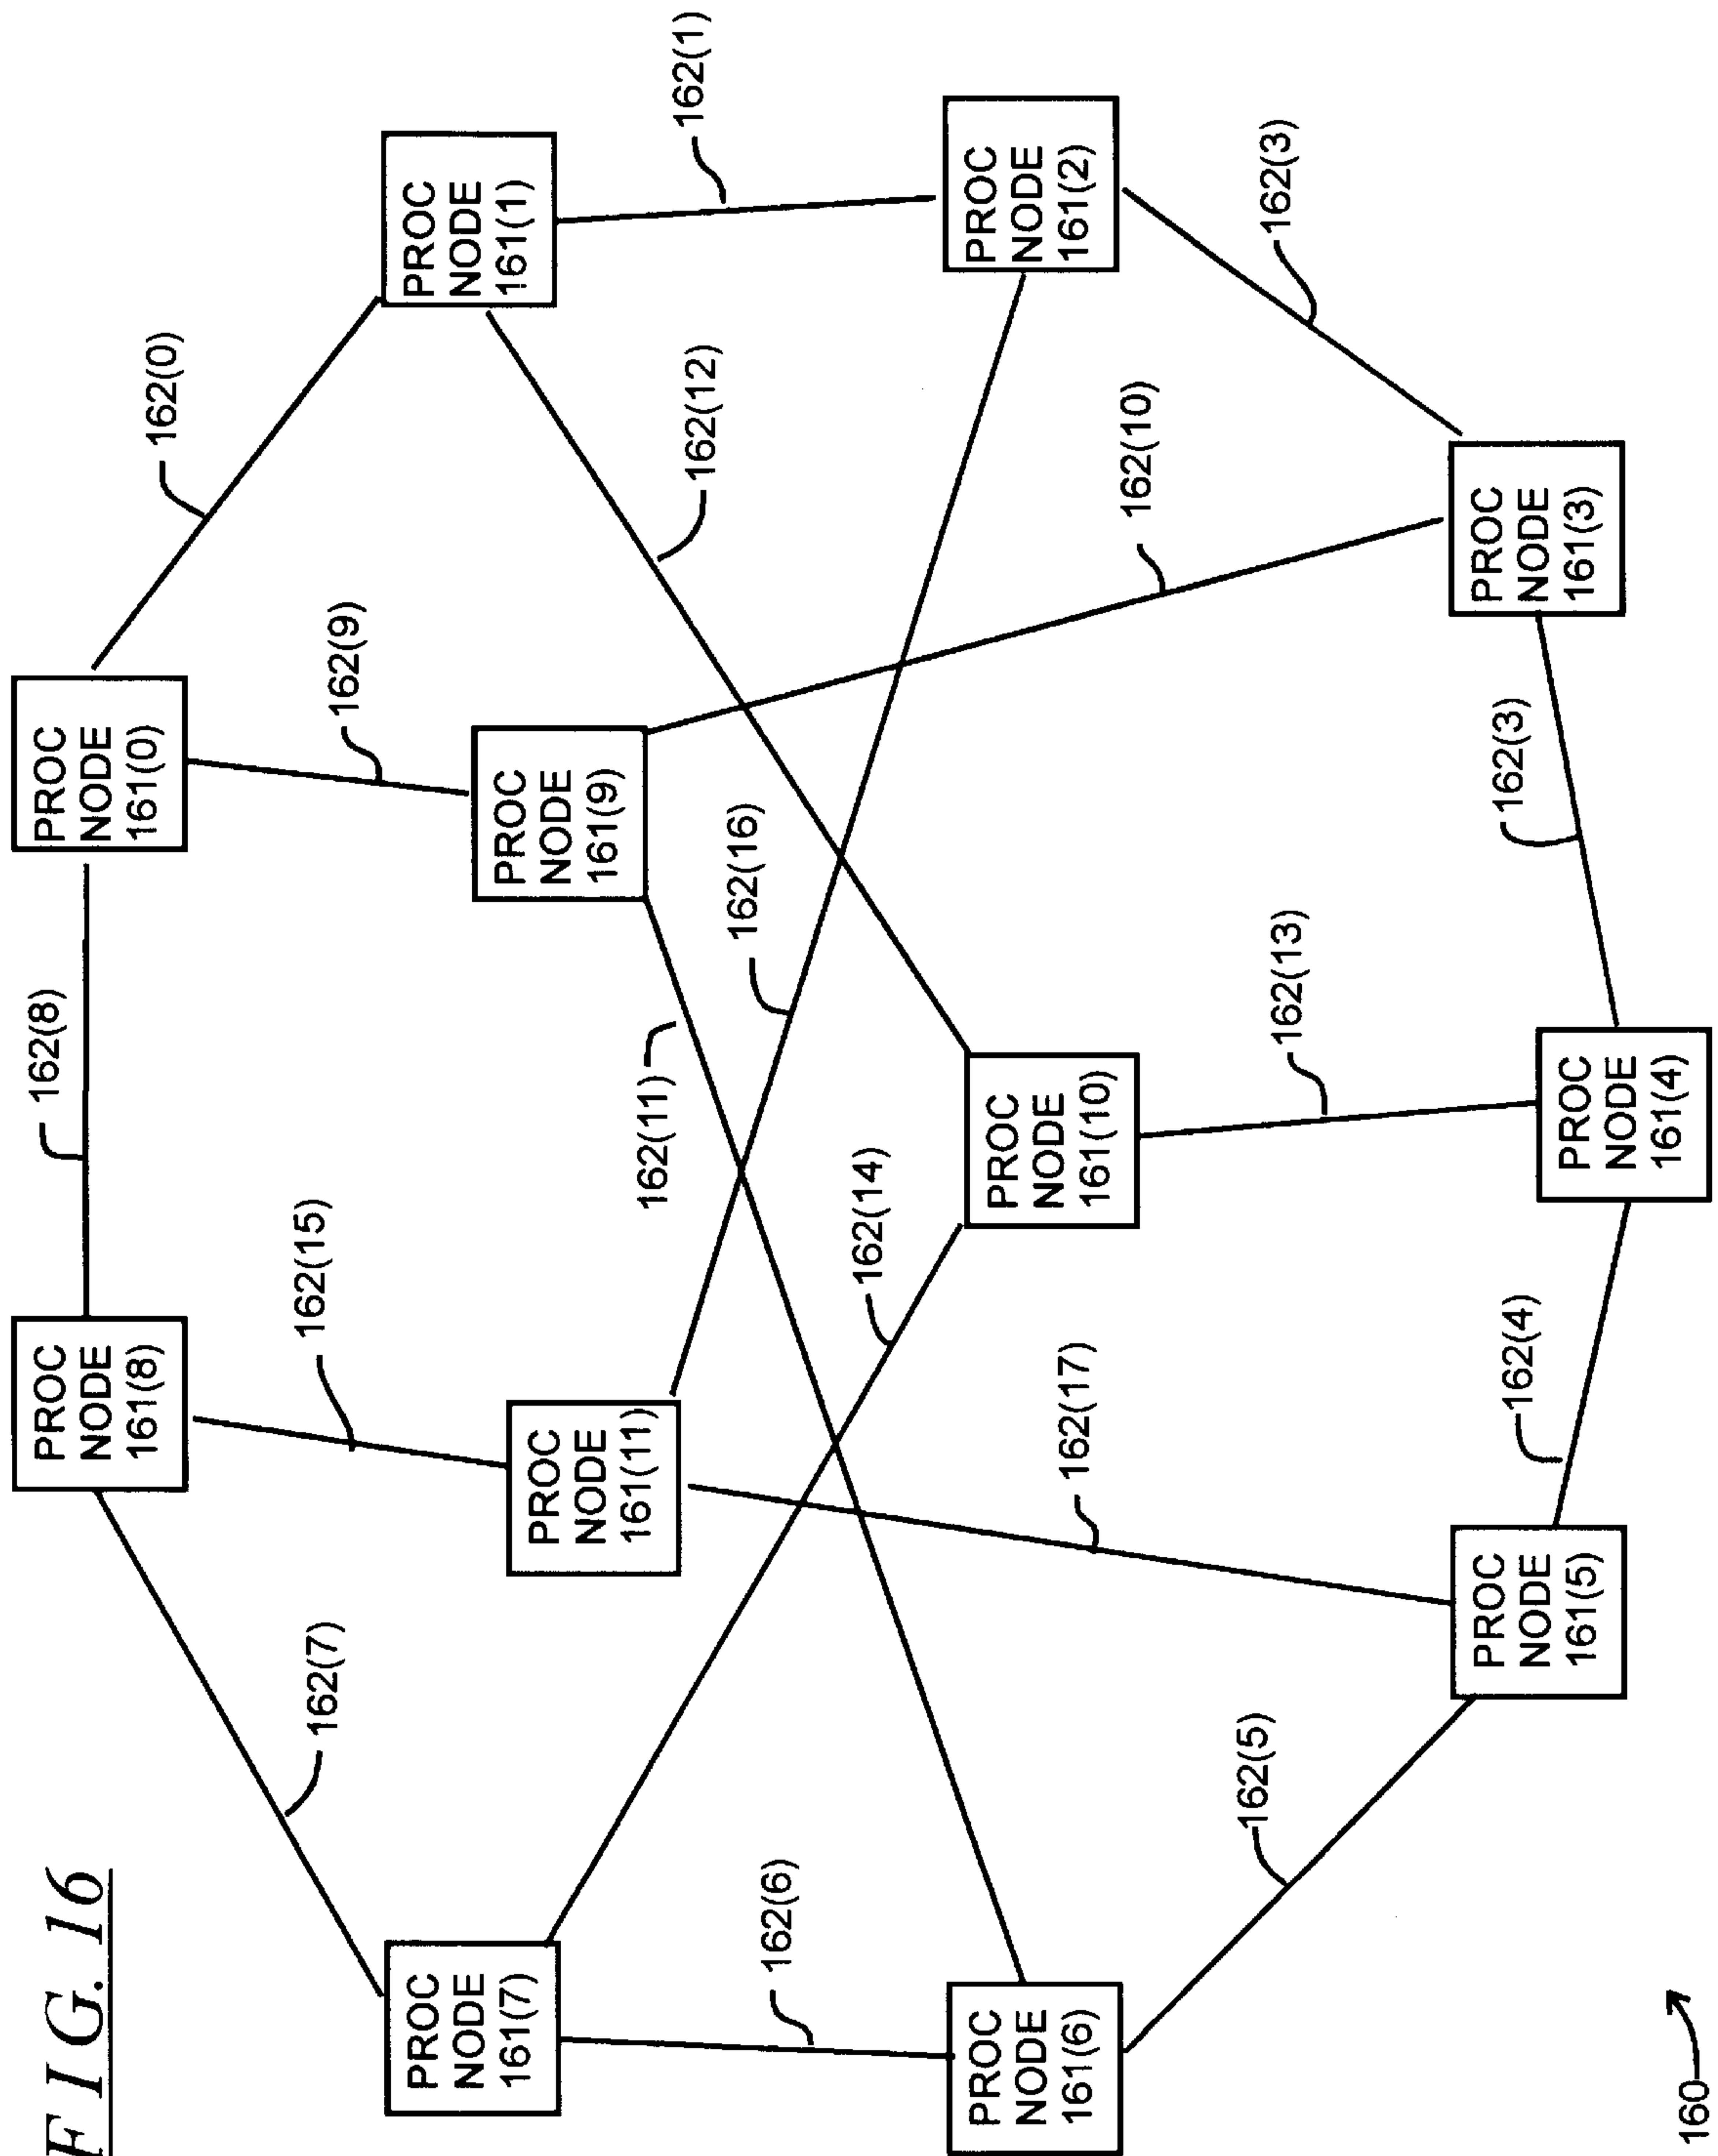 FIG. 16
162(8)
PROC
NODE
161(8)
PROC
NODE
161(0)
162(0)
162(7)
162(15)
162(9)
PROC
NODE
161(7)
PROC
NODE
161(1)
PROC
NODE
161(11)
PROC
NODE
161(9)
162(11)
162(12)
162(1)
162(16)
162(6)
162(14)
PROC
NODE
161(6)
PROC
NODE
161(10)
PROC
NODE
161(2)
162(17)
162(10)
162(5)
162(13)
162(3)
162(4)
162(3)
PROC
NODE
161(5)
PROC
NODE
161(3)
PROC
NODE
161(4)
160